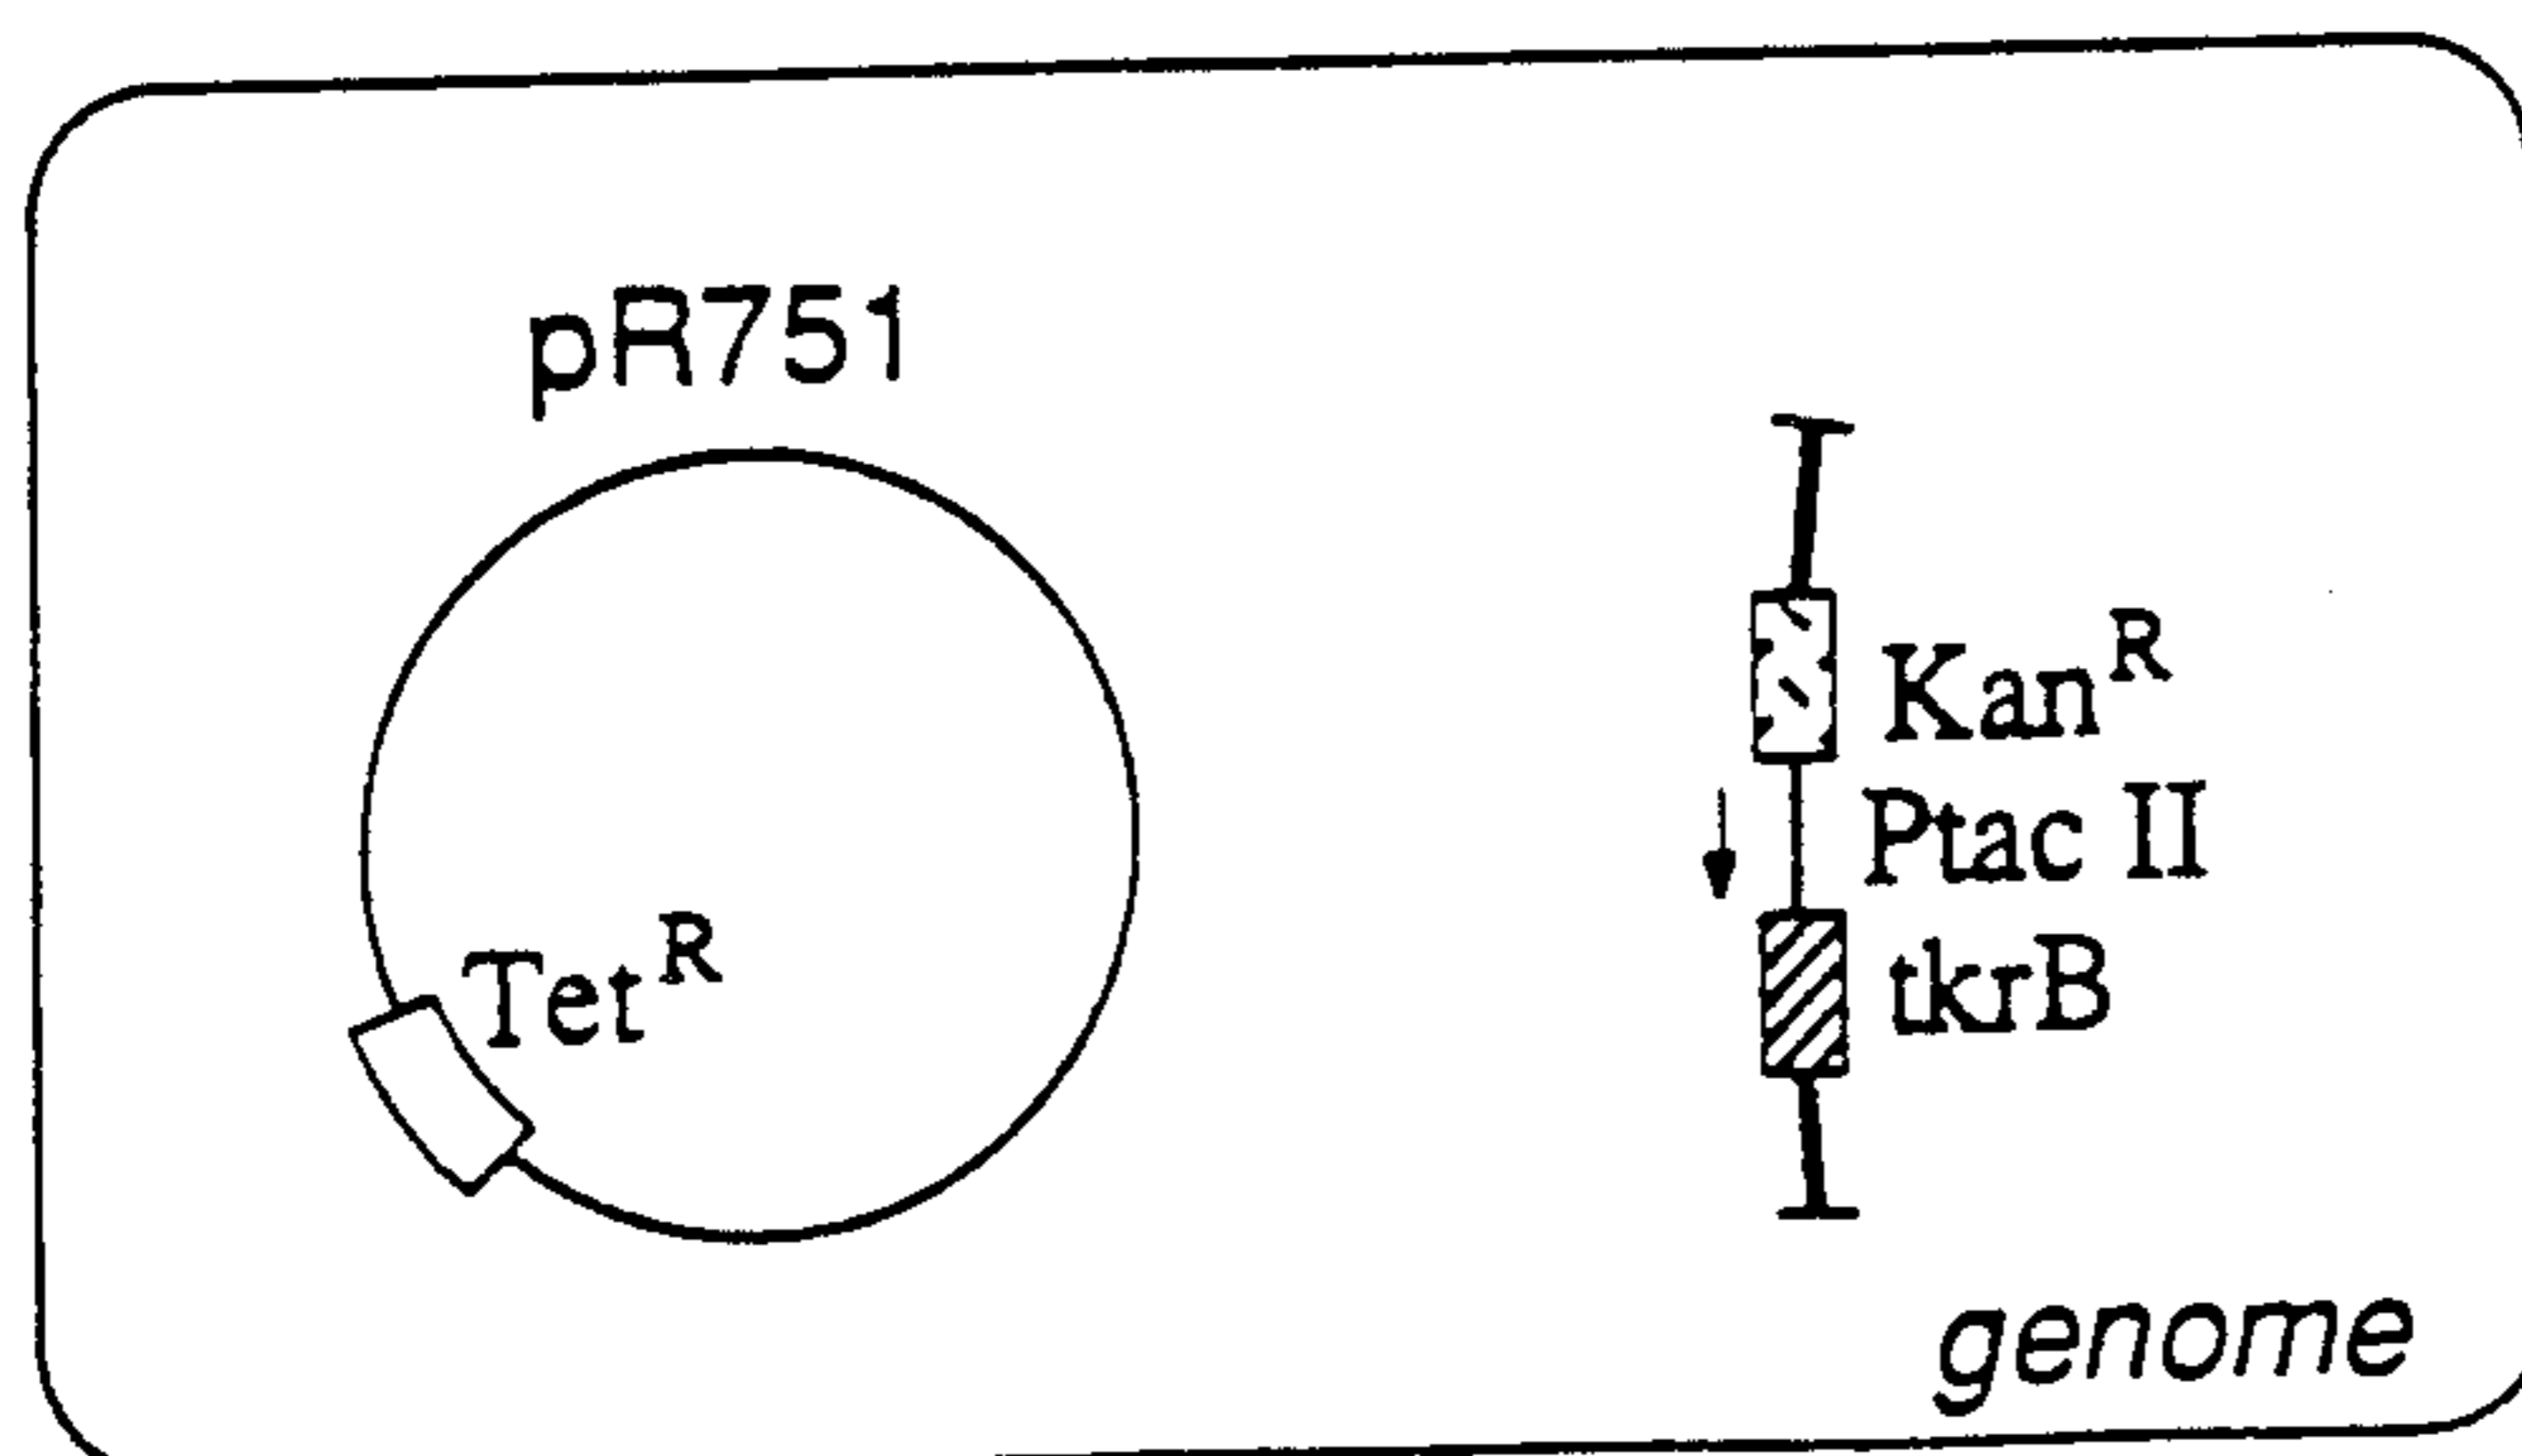 pR751
Tet^R
Kan^R
Ptac II
tkrB
genome